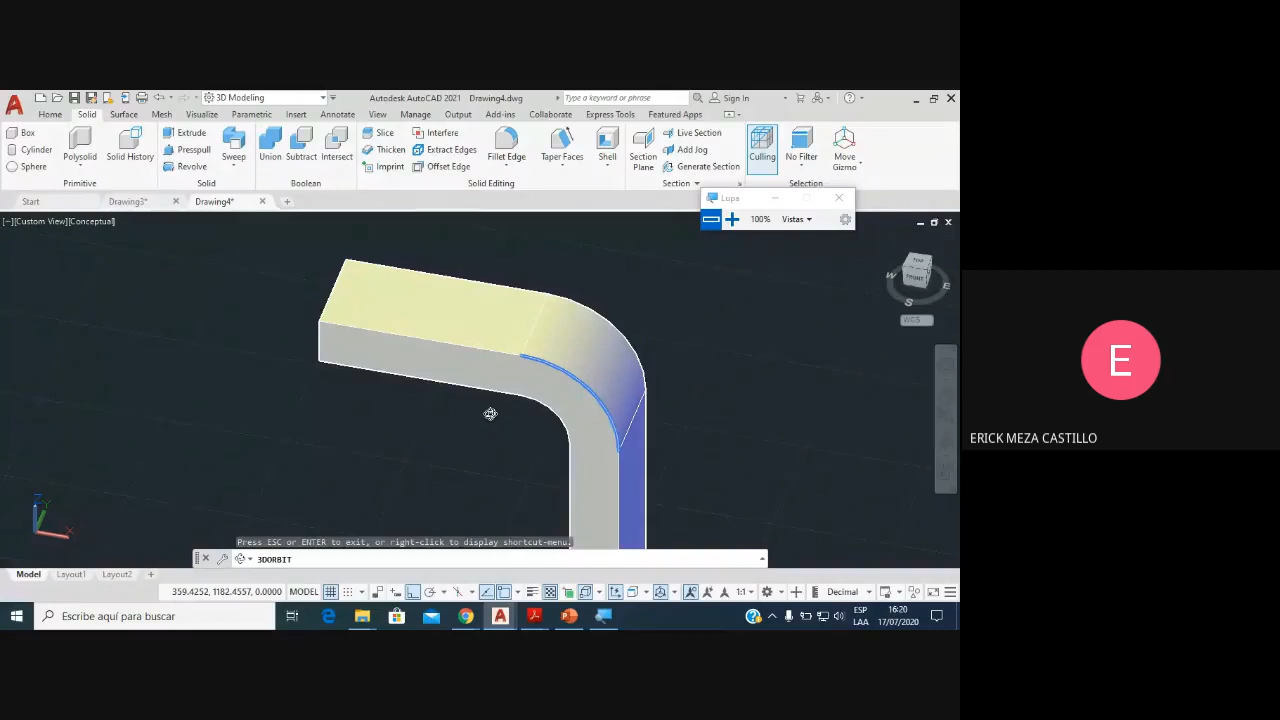 3D Modeling
Autodesk AutoCAD 2021 Drawing4.dwg
Type a keyword or phrase
Sign In
Home Solid Surface Mesh Visualize Parametric Insert Annotate View Manage Output Add-ins Collaborate Express Tools Featured Apps
Box
Cylinder
Sphere
Polysolid
Solid History
Primitive
Extrude
Presspull
Revolve
Sweep
Solid
Union
Subtract
Intersect
Boolean
Slice
Thicken
Imprint
Interfere
Extract Edges
Offset Edge
Fillet Edge
Taper Faces
Shell
Solid Editing
Section
Plane
Live Section
Add Jog
Generate Section
Section
Culling
No Filter
Move
Gizmo
Selection
Start
Drawing3*
Drawing4*
Lupa
100%
Vistas
[−][Custom View][Conceptual]
TOP
FRONT
W
S
E
WCS
E
ERICK MEZA CASTILLO
Z
Y
X
Press ESC or ENTER to exit, or right-click to display shortcut-menu.
3DORBIT
Model Layout1 Layout2
359.4252, 1182.4557, 0.0000 MODEL
1:1
Decimal
Escribe aquí para buscar
ESP
LAA
16:20
17/07/2020